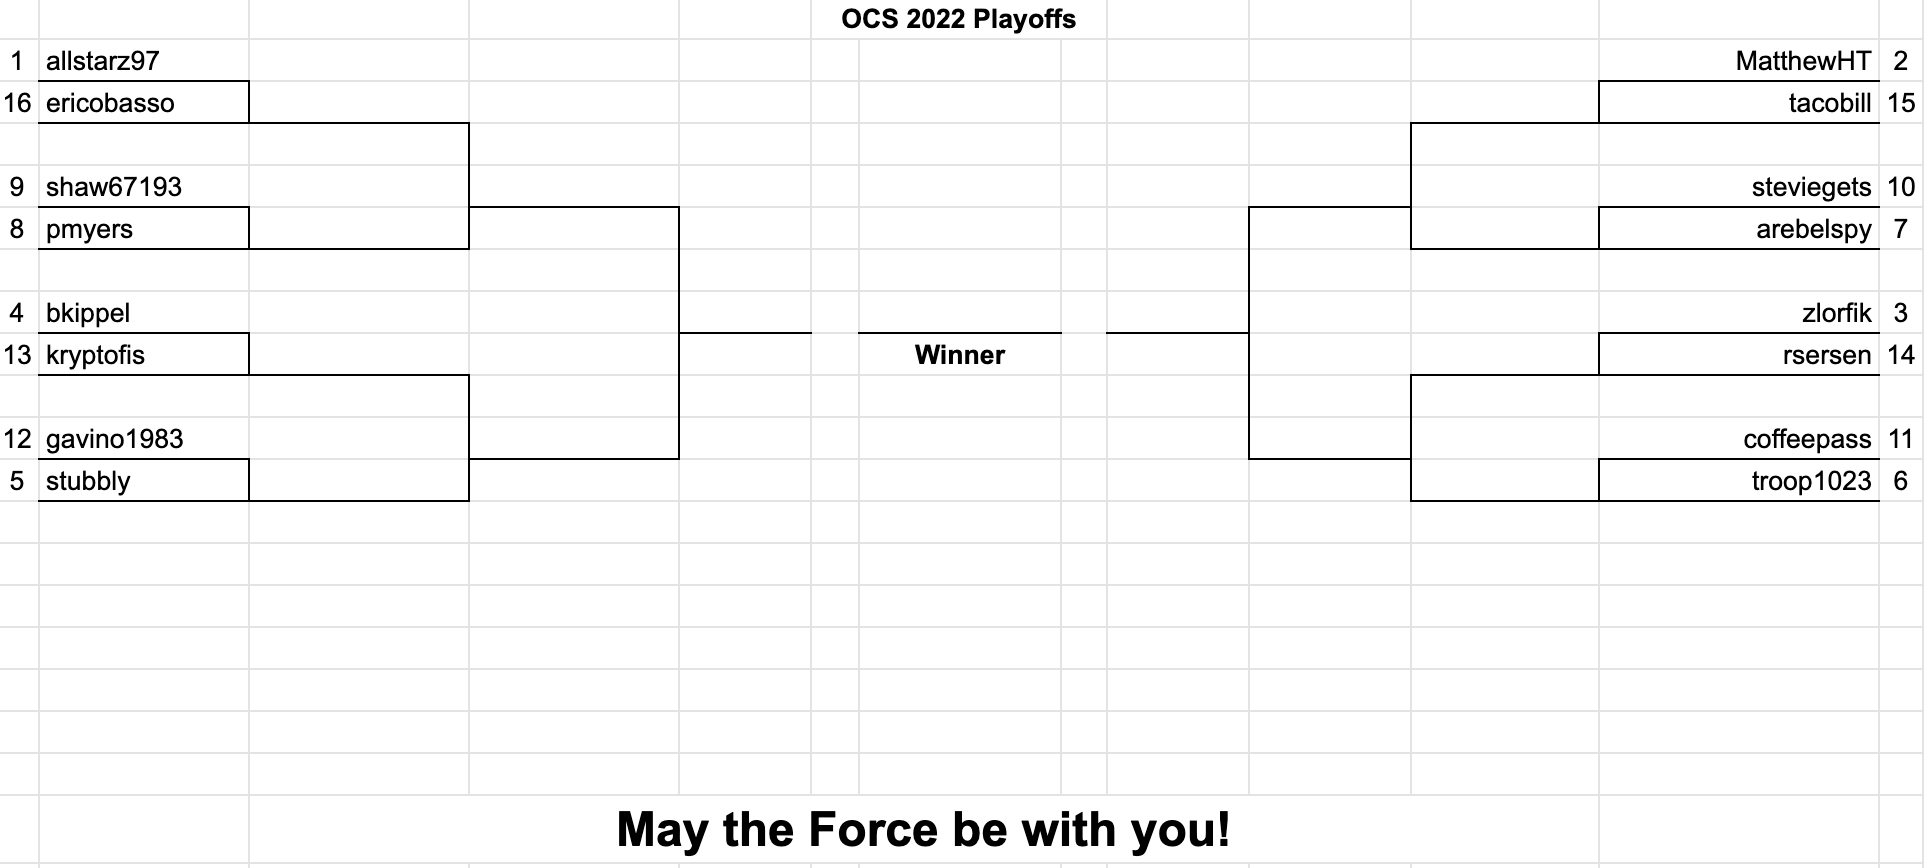 OCS 2022 Playoffs
1 allstarz97
MatthewHT 2
16 ericobasso
tacobill 15
9 shaw67193
steviegets 10
8 pmyers
arebelspy 7
4 bkippel
zlorfik 3
13 kryptofis
Winner
rsersen 14
12 gavino1983
coffeepass 11
5 stubbly
troop1023 6
May the Force be with you!